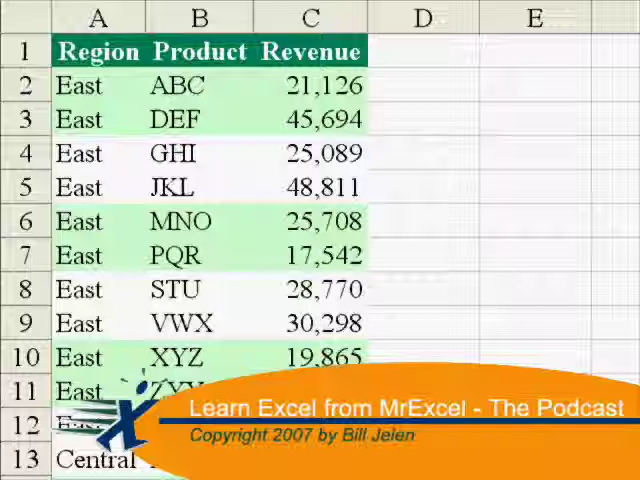 A B C D E
1 Region Product Revenue
2 East ABC 21,126
3 East DEF 45,694
4 East GHI 25,089
5 East JKL 48,811
6 East MNO 25,708
7 East PQR 17,542
8 East STU 28,770
9 East VWX 30,298
10 East XYZ 19,865
11 East
12
13 Central
Learn Excel from MrExcel - The Podcast
Copyright 2007 by Bill Jelen